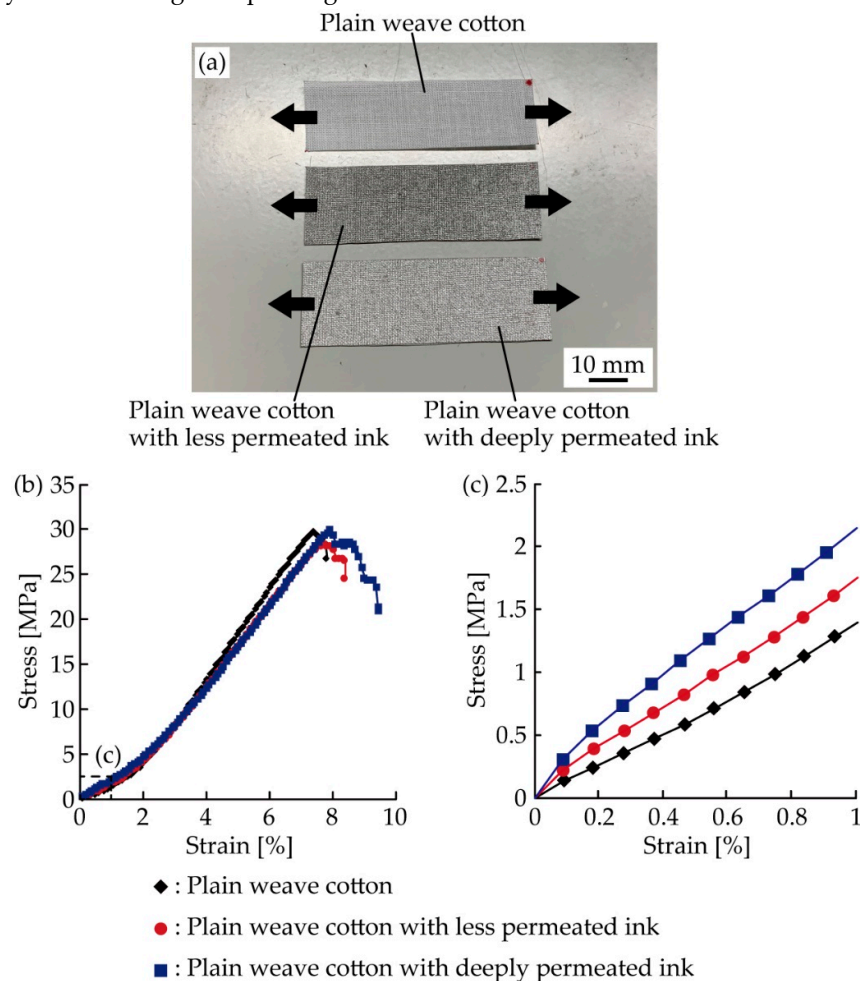 Plain weave cotton
(a)
10 mm
Plain weave cotton
with less permeated ink
Plain weave cotton
with deeply permeated ink
(b)
35
30
25
20
15
10
5
0
Stress [MPa]
(c)
0 2 4 6 8 10
Strain [%]
(c)
2.5
2
1.5
1
0.5
0
Stress [MPa]
0 0.2 0.4 0.6 0.8 1
Strain [%]
: Plain weave cotton
: Plain weave cotton with less permeated ink
: Plain weave cotton with deeply permeated ink